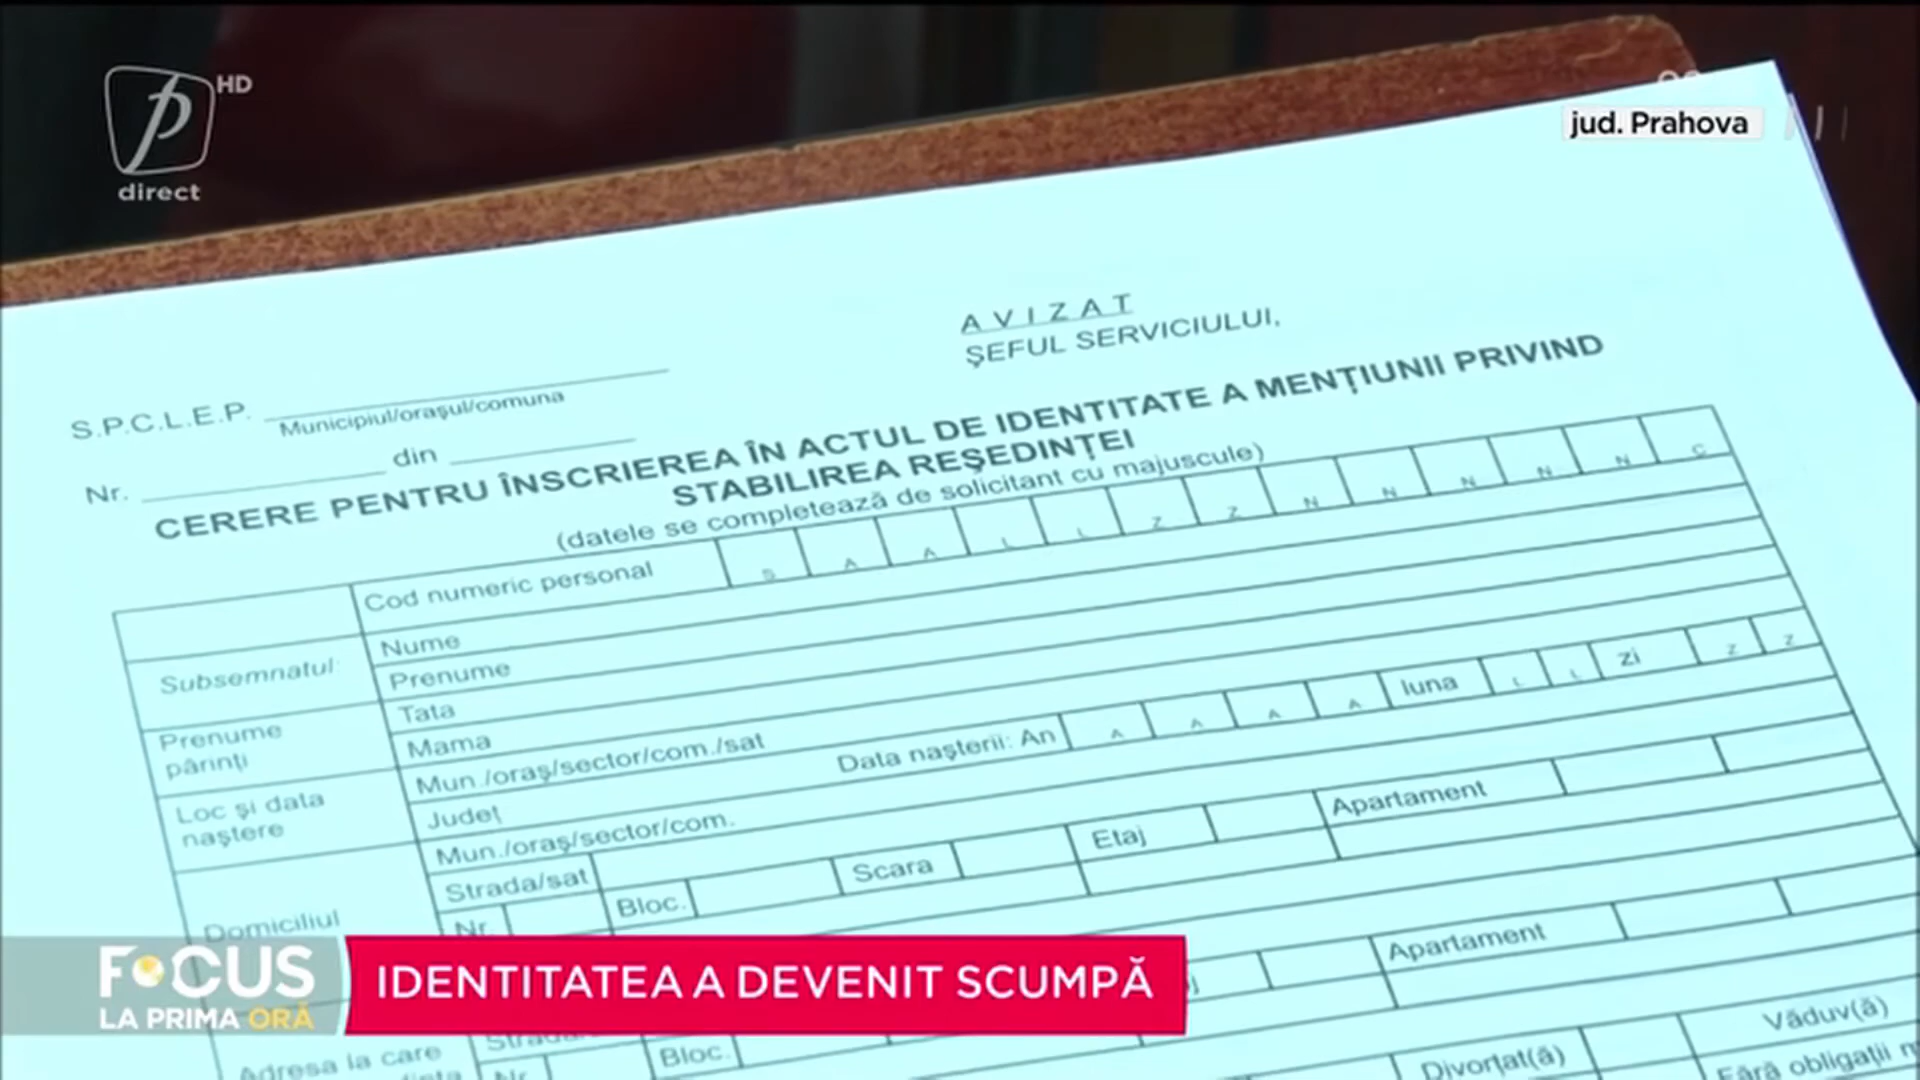 HD
direct
jud. Prahova
A V I Z A T
ŞEFUL SERVICIULUI,
S.P.C.L.E.P.
Municipiul/oraşul/comuna
Nr. din
CERERE PENTRU ÎNSCRIEREA ÎN ACTUL DE IDENTITATE A MENŢIUNII PRIVIND
STABILIREA REŞEDINŢEI
(datele se completează de solicitant cu majuscule)
Cod numeric personal S A A L L Z Z N N N N N C
Subsemnatul
Nume
Prenume
Prenume
părinţi
Tata
Mama
Loc şi data
naştere
Mun./oraş/sector/com./sat
Judeţ Data naşterii: An A A A A luna L L zi Z Z
Domiciliul
Mun./oraş/sector/com.
Strada/sat
Nr. Bloc. Scara Etaj Apartament
Adresa la care
Strada
Nr. Bloc. Apartament
Divorţat(ă) Văduv(ă)
Fără obligaţii
FOCUS
LA PRIMA ORĂ
IDENTITATEA A DEVENIT SCUMPĂ